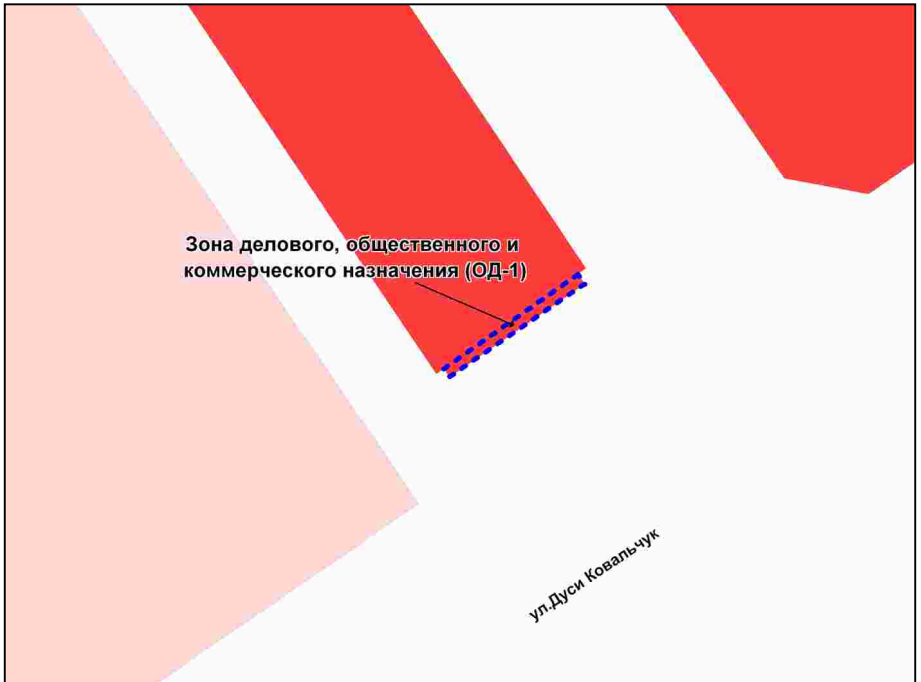 Зона делового, общественного и
коммерческого назначения (ОД-1)
ул.Дуси Ковальчук